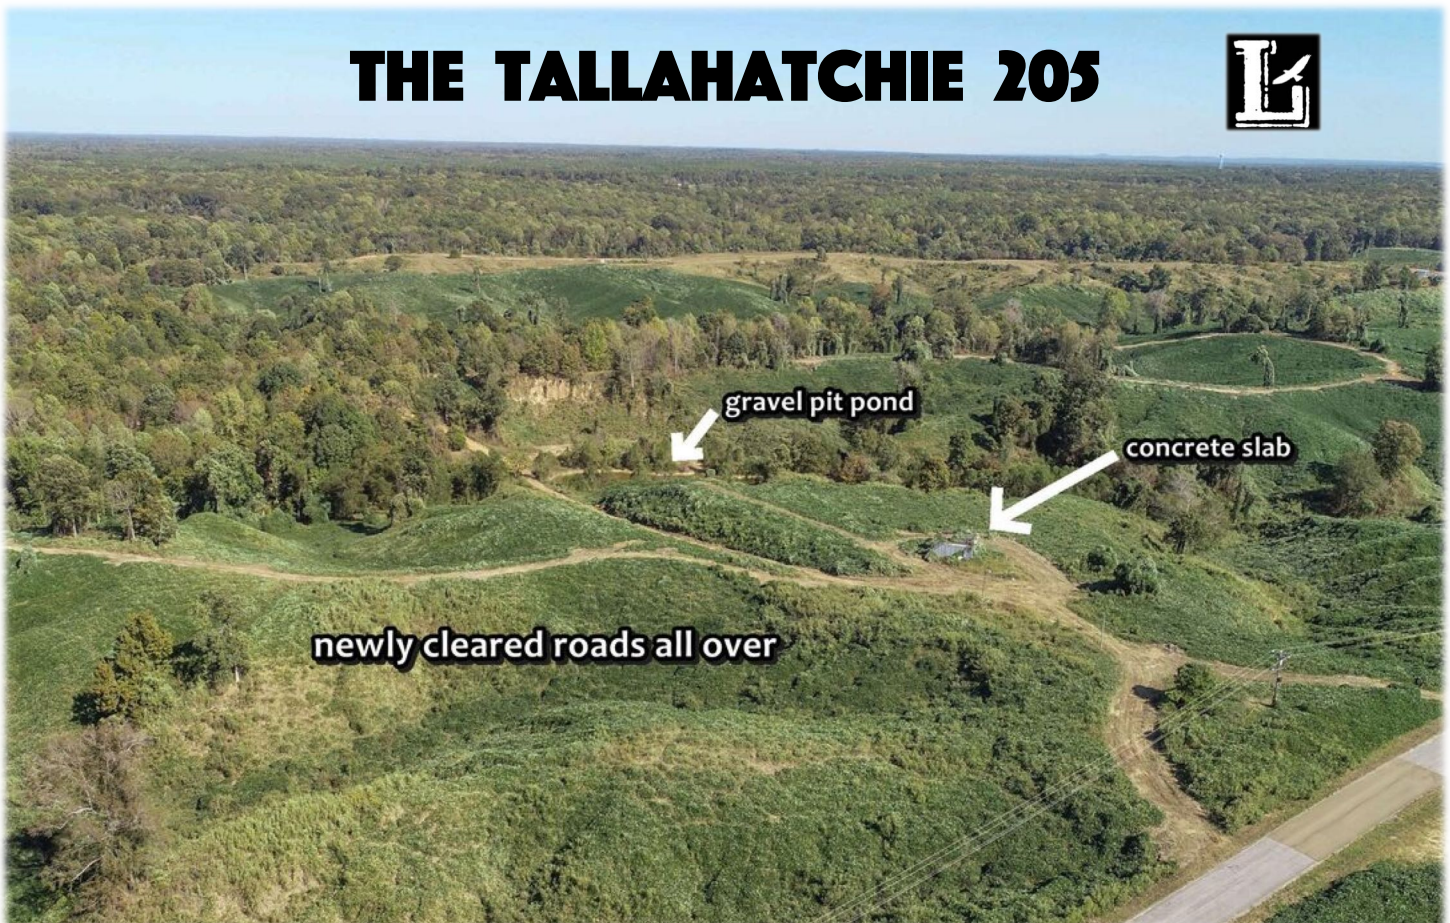 THE TALLAHATCHIE 205
L
gravel pit pond
concrete slab
newly cleared roads all over